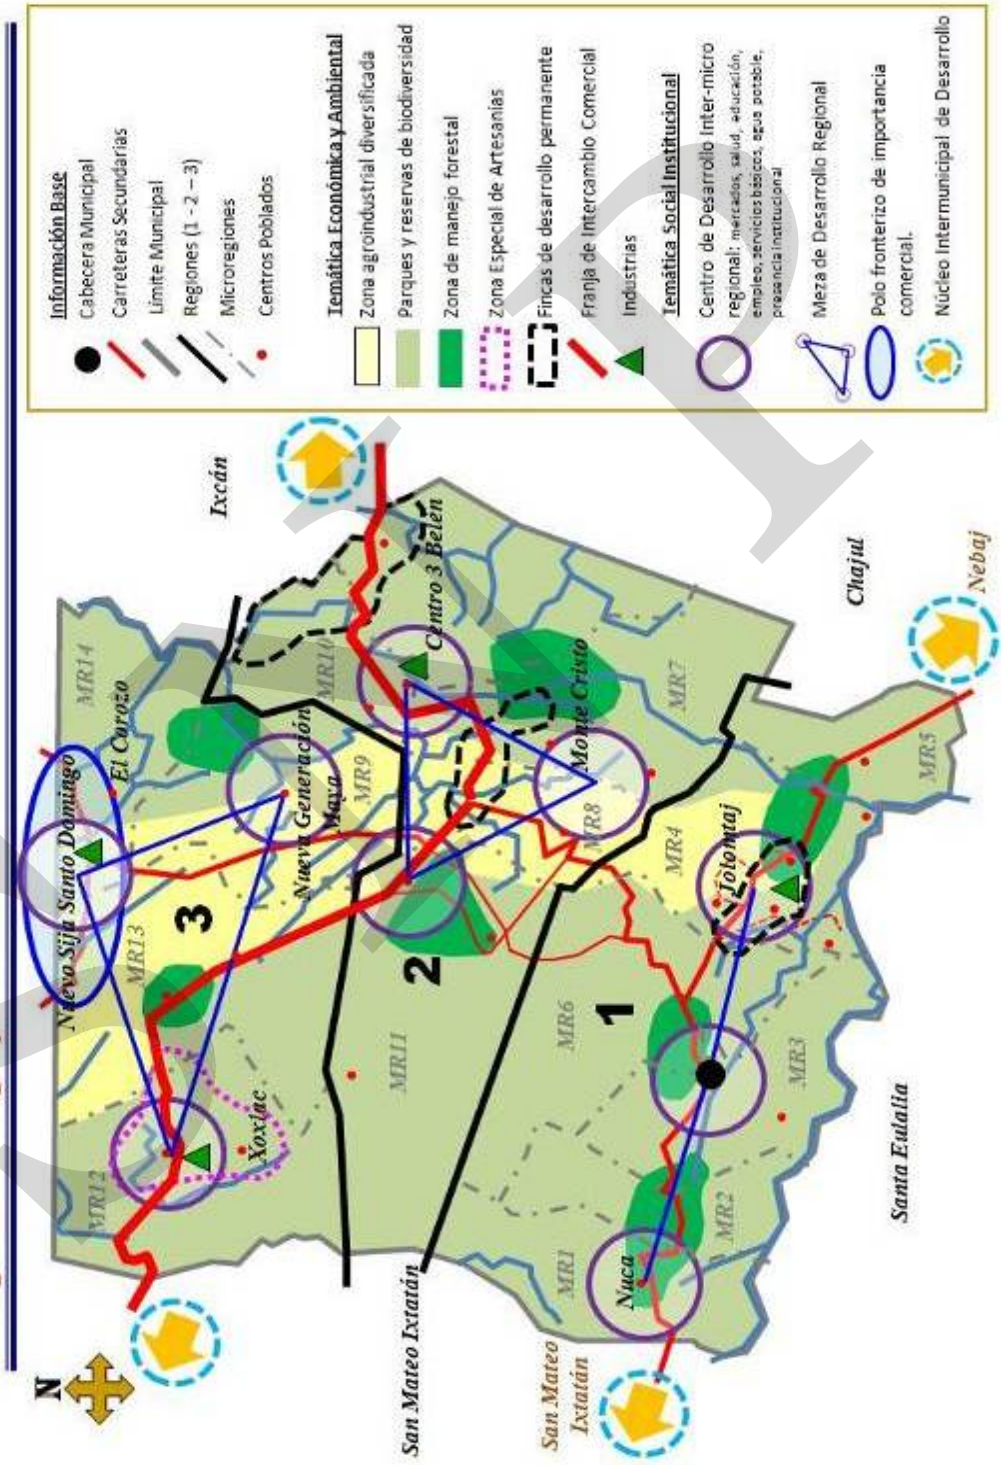 N
San Mateo Ixtatán
San Mateo
Ixtatán
Santa Eulalia
Chajul
Nebaj
Ixcán
Nuevo Sija Santo Domingo
El Corozo
Nueva Generación
Maya
Centro 3 Belén
Monte Cristo
Xoxlac
Nuca
Jolomtaj
MR1
MR2
MR3
MR4
MR5
MR6
MR7
MR8
MR9
MR10
MR11
MR12
MR13
MR14
1
2
3
Información Base
Cabecera Municipal
Carreteras Secundarias
Límite Municipal
Regiones (1 - 2 – 3)
Microregiones
Centros Poblados
Temática Económica y Ambiental
Zona agroindustrial diversificada
Parques y reservas de biodiversidad
Zona de manejo forestal
Zona Especial de Artesanías
Fincas de desarrollo permanente
Franja de Intercambio Comercial
Industrias
Temática Social Institucional
Centro de Desarrollo Inter-micro
regional: mercados, salud, educación,
empleo, servicios básicos, agua potable,
presencia institucional
Meza de Desarrollo Regional
Polo fronterizo de importancia
comercial.
Núcleo Intermunicipal de Desarrollo